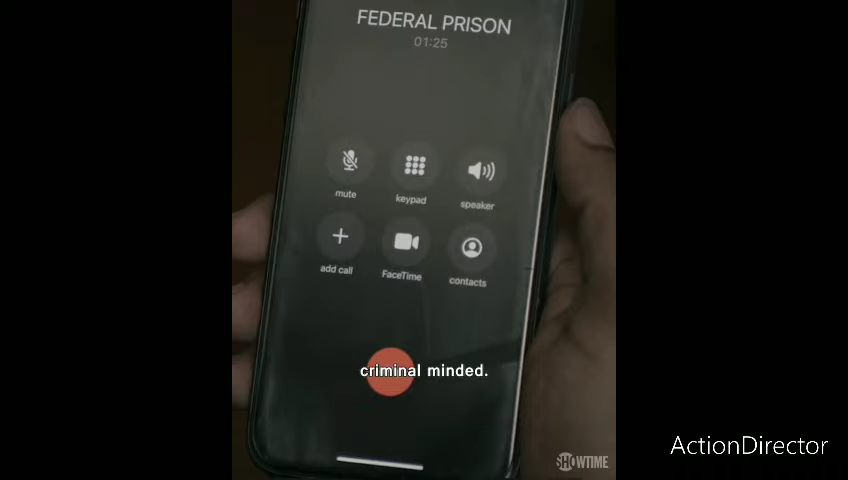 FEDERAL PRISON
01:25
mute
keypad
speaker
add call
FaceTime
contacts
criminal minded.
ActionDirector
SHOWTIME